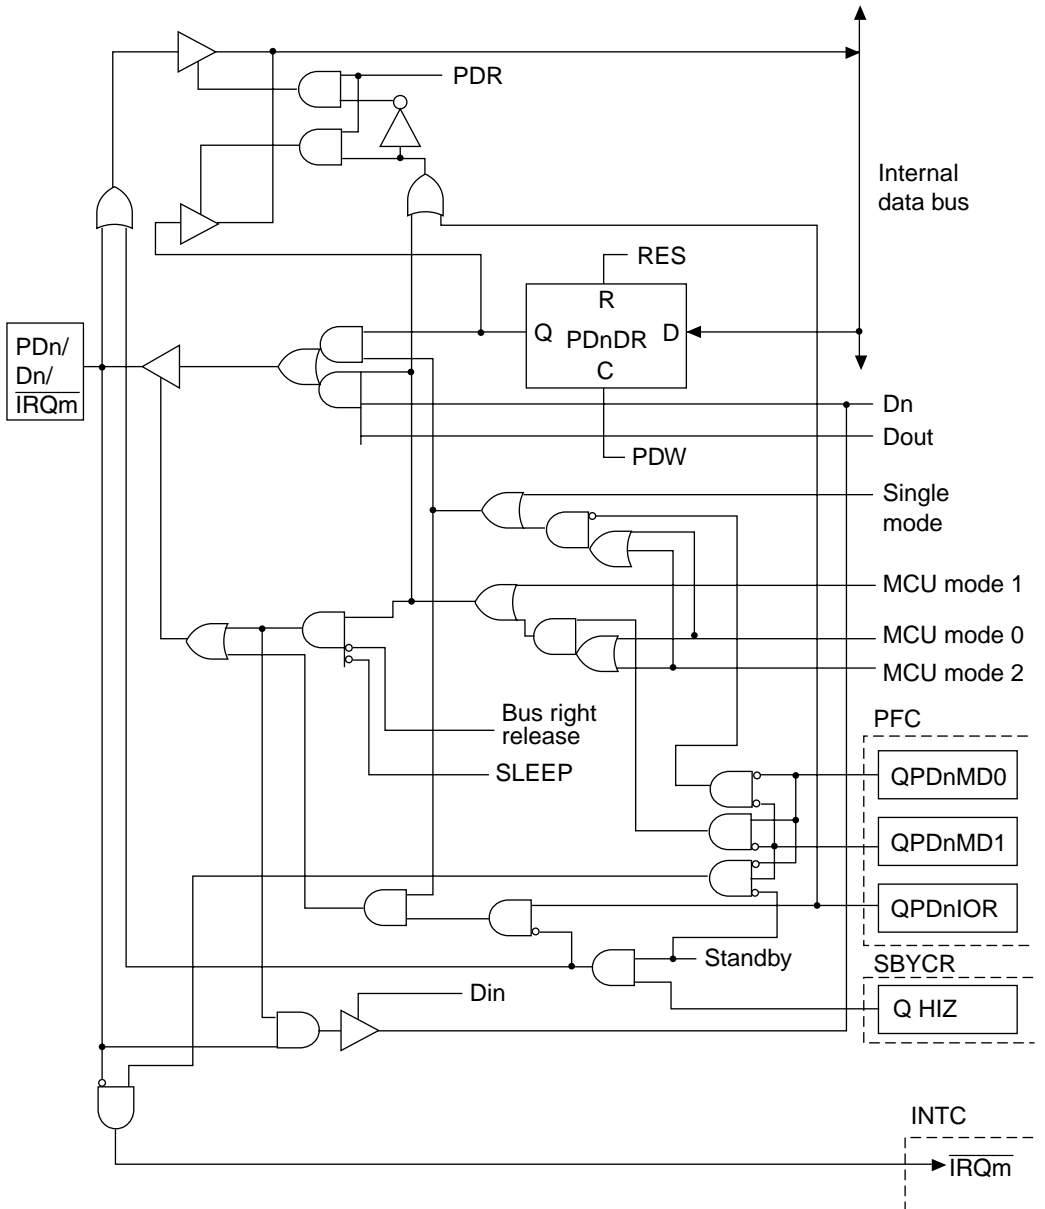 PDR
Internal
data bus
RES
R
Q
PDnDR
D
C
PDn/
Dn/
IRQm
Dn
Dout
PDW
Single
mode
MCU mode 1
MCU mode 0
MCU mode 2
Bus right
release
SLEEP
PFC
QPDnMD0
QPDnMD1
QPDnIOR
Standby
SBYCR
Q HIZ
Din
INTC
IRQm